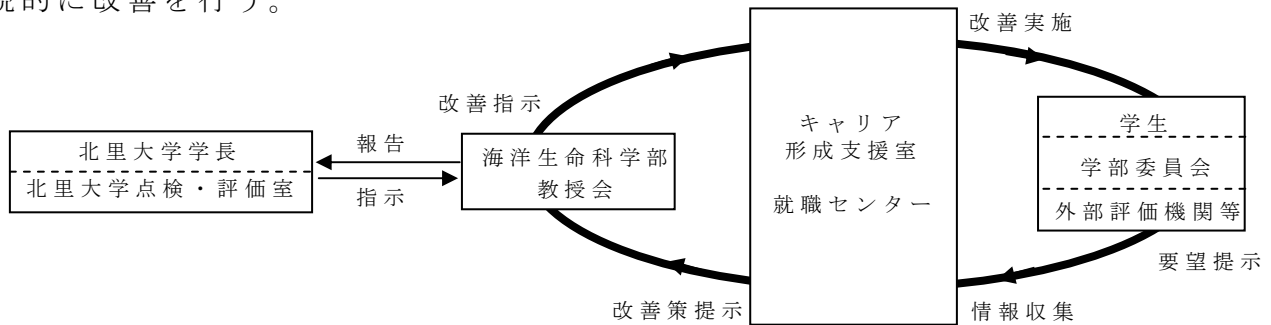 続的に改善を行う。
改善実施
改善指示
キャリア
形成支援室
就職センター
学生
学部委員会
外部評価機関等
北里大学学長
北里大学点検・評価室
報告
指示
海洋生命科学部
教授会
要望提示
改善策提示
情報収集